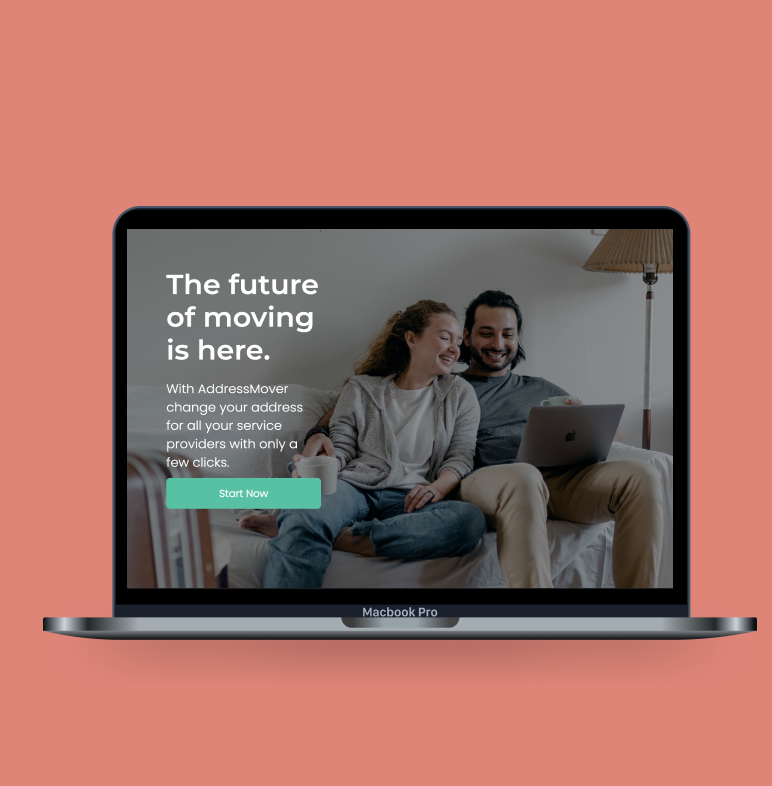 The future
of moving
is here.
With AddressMover
change your address
for all your service
providers with only a
few clicks.
Start Now
Macbook Pro